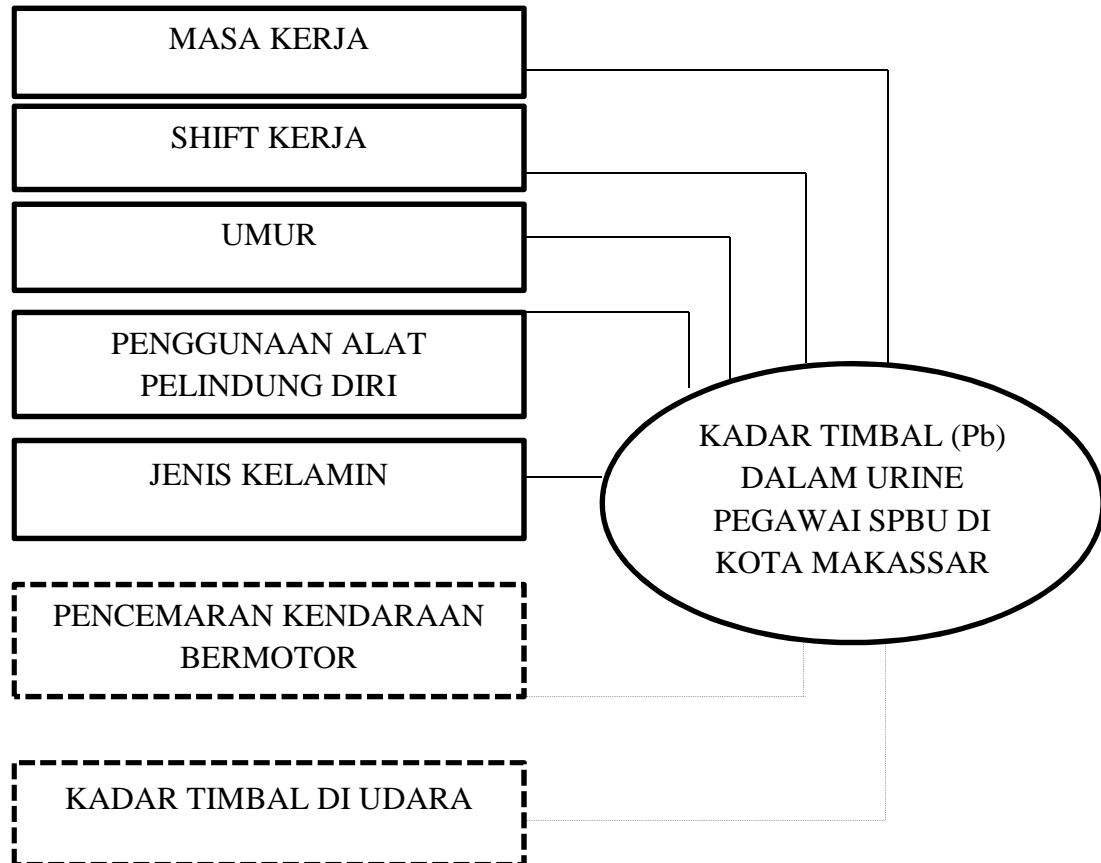 MASA KERJA
SHIFT KERJA
UMUR
PENGGUNAAN ALAT
PELINDUNG DIRI
JENIS KELAMIN
KADAR TIMBAL (Pb)
DALAM URINE
PEGAWAI SPBU DI
KOTA MAKASSAR
PENCEMARAN KENDARAAN
BERMOTOR
KADAR TIMBAL DI UDARA